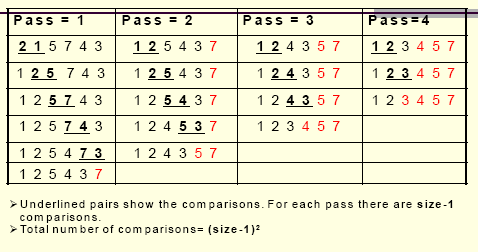 Pass = 1 Pass = 2 Pass = 3 Pass=4
2 1 5 7 4 3 1 2 5 4 3 7 1 2 4 3 5 7 1 2 3 4 5 7
1 2 5 7 4 3 1 2 5 4 3 7 1 2 4 3 5 7 1 2 3 4 5 7
1 2 5 7 4 3 1 2 5 4 3 7 1 2 4 3 5 7 1 2 3 4 5 7
1 2 5 7 4 3 1 2 4 5 3 7 1 2 3 4 5 7
1 2 5 4 7 3 1 2 4 3 5 7
1 2 5 4 3 7
➢Underlined pairs show the comparisons. For each pass there are size-1
comparisons.
➢Total number of comparisons= (size-1)²